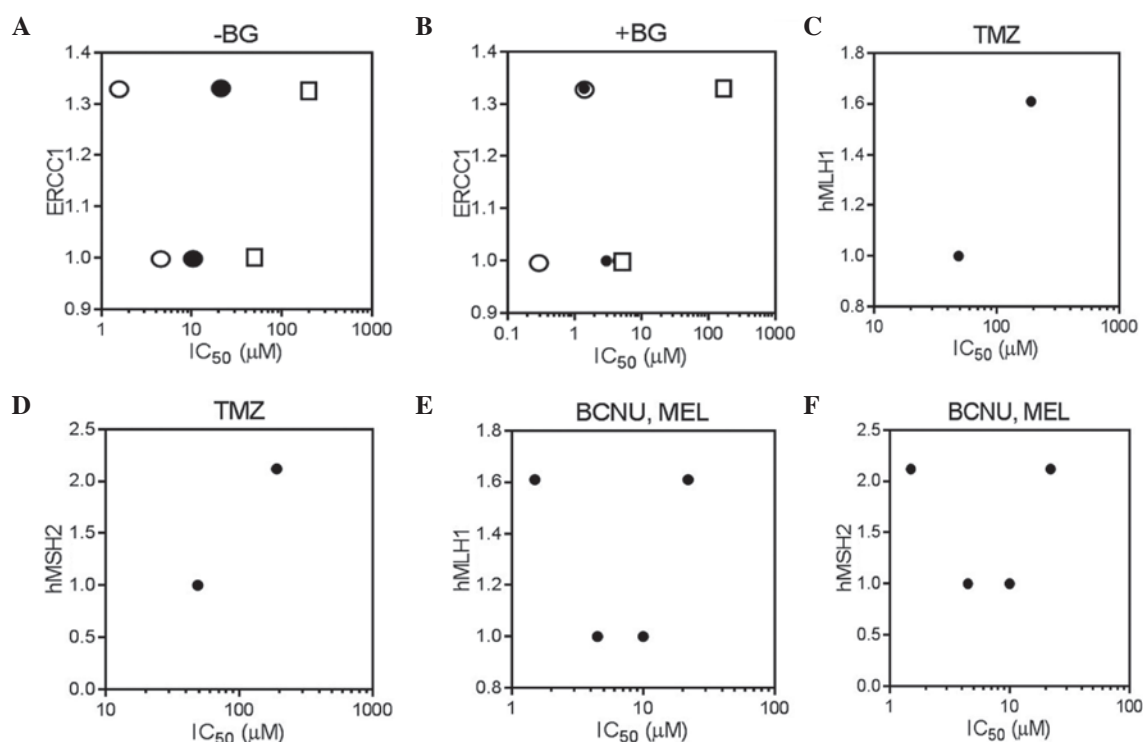 A
-BG
ERCC1
1.4
1.3
1.2
1.1
1.0
0.9
1 10 100 1000
IC50 (μM)
B
+BG
ERCC1
1.4
1.3
1.2
1.1
1.0
0.9
0.1 1 10 100 1000
IC50 (μM)
C
TMZ
hMLH1
1.8
1.6
1.4
1.2
1.0
0.8
10 100 1000
IC50 (μM)
D
TMZ
hMSH2
2.5
2.0
1.5
1.0
0.5
0.0
10 100 1000
IC50 (μM)
E
BCNU, MEL
hMLH1
1.8
1.6
1.4
1.2
1.0
0.8
1 10 100
IC50 (μM)
F
BCNU, MEL
hMSH2
2.5
2.0
1.5
1.0
0.5
0.0
1 10 100
IC50 (μM)